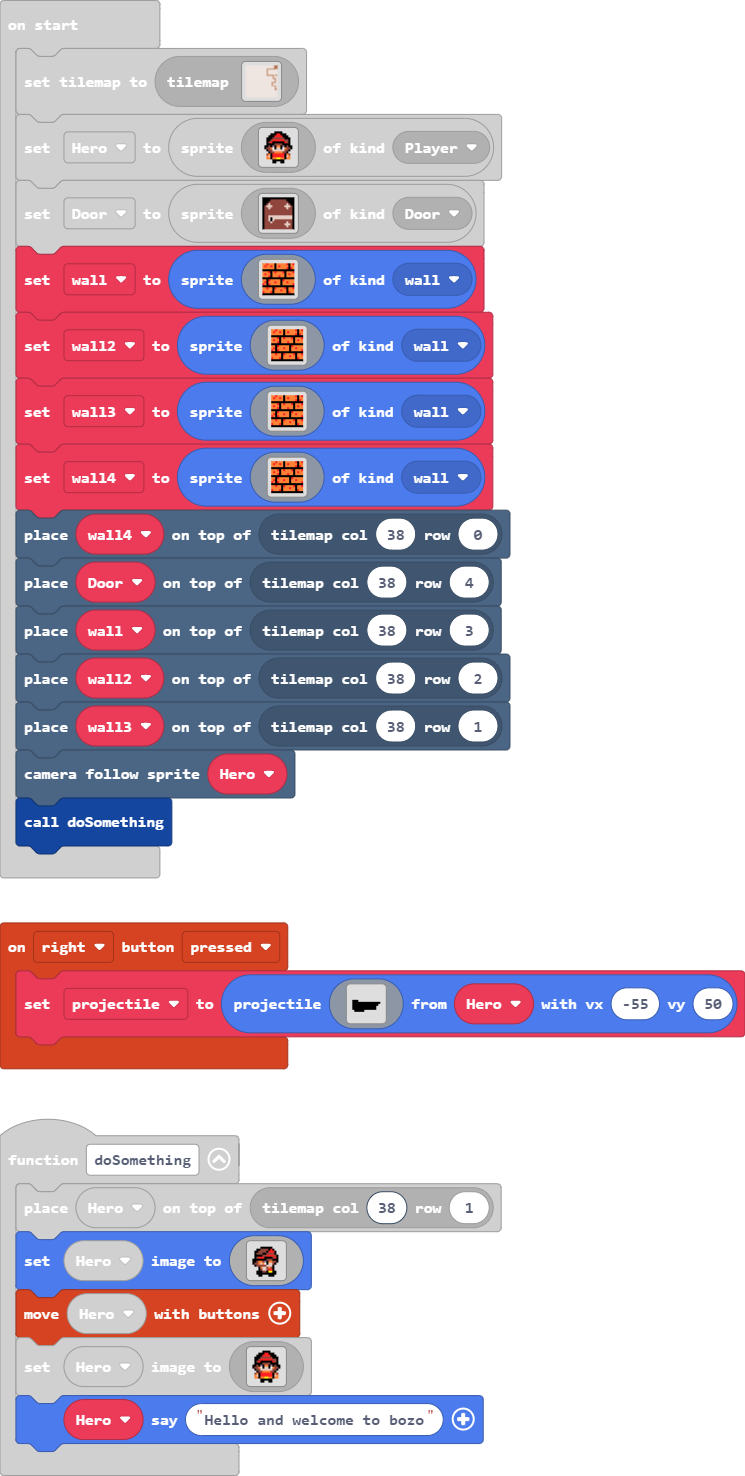 on start
set tilemap to tilemap
set Hero to sprite of kind Player
set Door to sprite of kind Door
set wall to sprite of kind wall
set wall2 to sprite of kind wall
set wall3 to sprite of kind wall
set wall4 to sprite of kind wall
place wall4 on top of tilemap col 38 row 0
place Door on top of tilemap col 38 row 4
place wall on top of tilemap col 38 row 3
place wall2 on top of tilemap col 38 row 2
place wall3 on top of tilemap col 38 row 1
camera follow sprite Hero
call doSomething
on right button pressed
set projectile to projectile from Hero with vx -55 vy 50
function doSomething
place Hero on top of tilemap col 38 row 1
set Hero image to
move Hero with buttons
set Hero image to
Hero say "Hello and welcome to bozo"